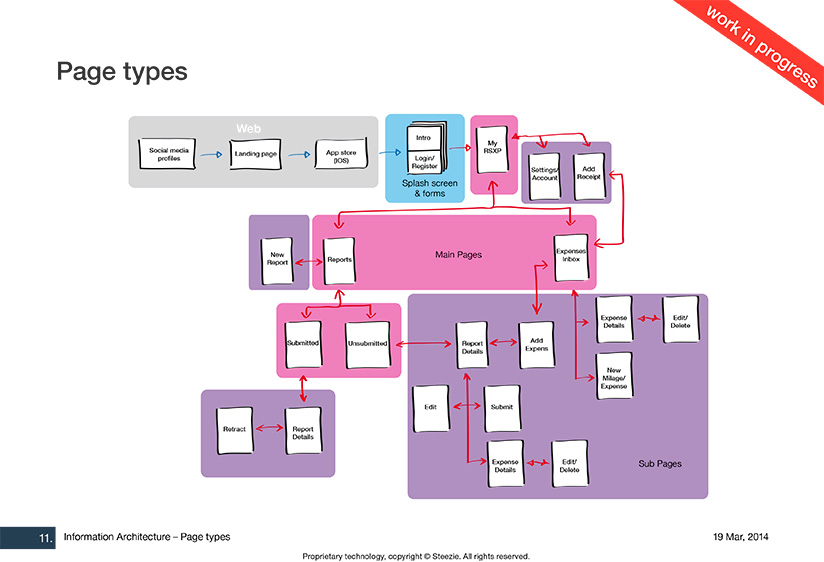 work in progress
Page types
Web
Social media
profiles
Landing page
App store
(IOS)
Intro
Login/
Register
Splash screen
& forms
My
RSXP
Settings/
Account
Add
Receipt
New
Report
Reports
Main Pages
Expenses
Inbox
Submitted
Unsubmitted
Report
Details
Add
Expens
Expense
Details
Edit/
Delete
New
Milage/
Expense
Edit
Submit
Retract
Report
Details
Expense
Details
Edit/
Delete
Sub Pages
11.
Information Architecture – Page types
19 Mar, 2014
Proprietary technology, copyright © Steezie. All rights reserved.